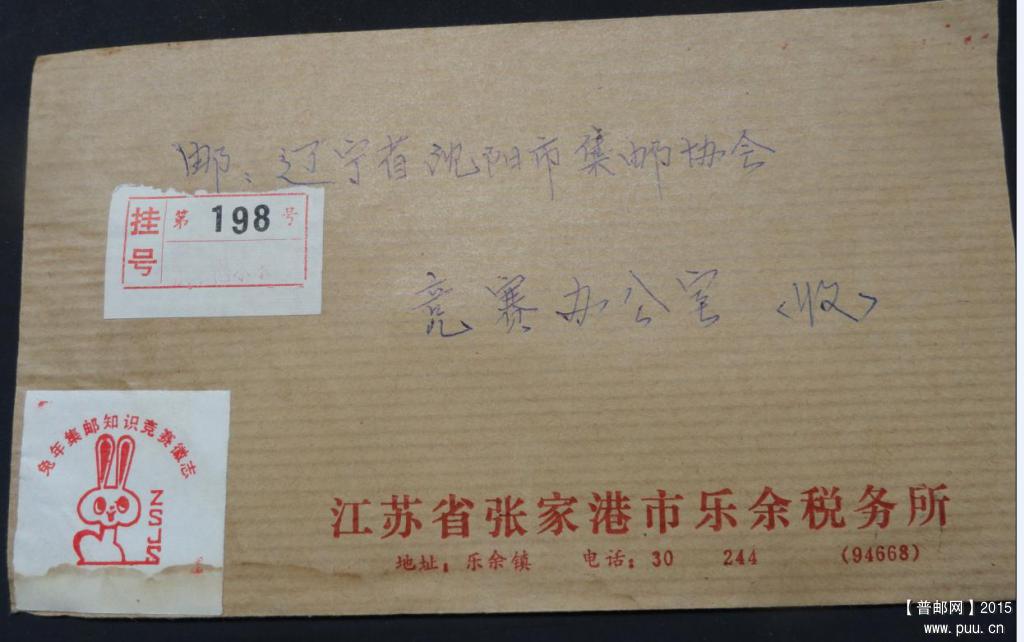 邮：辽宁省沈阳市集邮协会
挂号
第 198 号
竞赛办公室〈收〉
兔年集邮知识竞赛徽志
ZSJS
江苏省张家港市乐余税务所
地址：乐余镇 电话：30 244 (94668)
【普邮网】2015
www.puu.cn